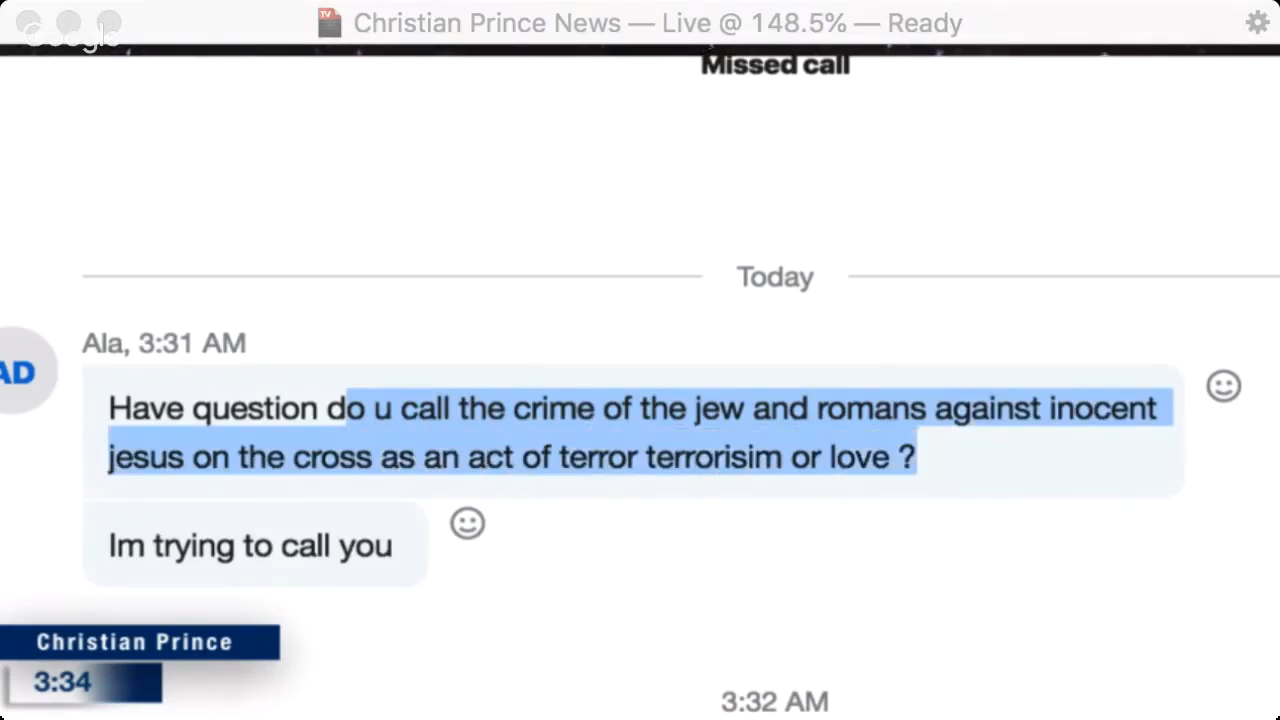 Christian Prince News — Live @ 148.5% — Ready
Google
Missed call
Today
Ala, 3:31 AM
AD
Have question do u call the crime of the jew and romans against inocent
jesus on the cross as an act of terror terrorisim or love ?
Im trying to call you
Christian Prince
3:34
3:32 AM